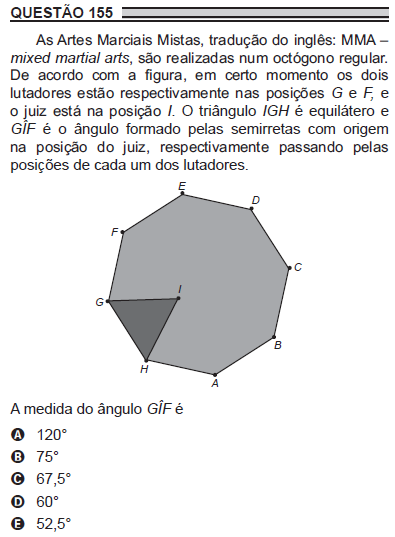 QUESTÃO 155
As Artes Marciais Mistas, tradução do inglês: MMA –
mixed martial arts, são realizadas num octógono regular.
De acordo com a figura, em certo momento os dois
lutadores estão respectivamente nas posições G e F, e
o juiz está na posição I. O triângulo IGH é equilátero e
GÎF é o ângulo formado pelas semirretas com origem
na posição do juiz, respectivamente passando pelas
posições de cada um dos lutadores.
E
D
F
C
I
G
B
H
A
A medida do ângulo GÎF é
A 120°
B 75°
C 67,5°
D 60°
E 52,5°